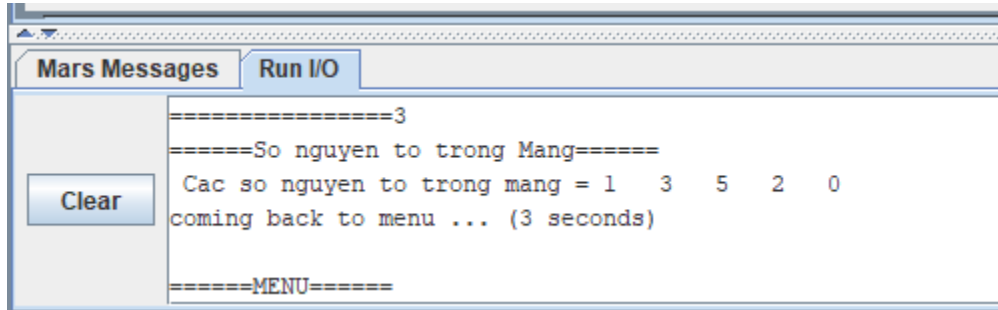 Mars Messages Run I/O
Clear
================3
======So nguyen to trong Mang======
Cac so nguyen to trong mang = 1 3 5 2 0
coming back to menu ... (3 seconds)
======MENU======